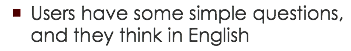 ▪ Users have some simple questions,
and they think in English